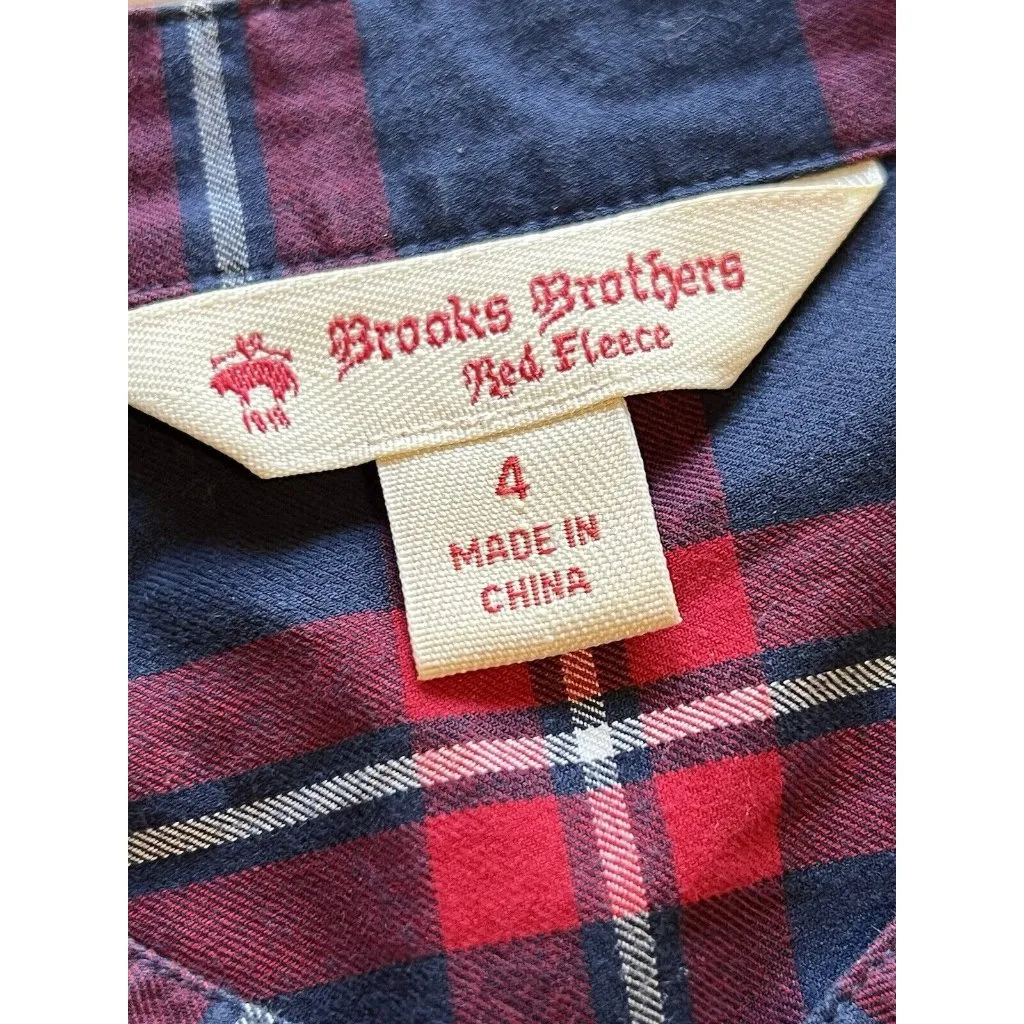 Brooks Brothers
Red Fleece
4
MADE IN
CHINA